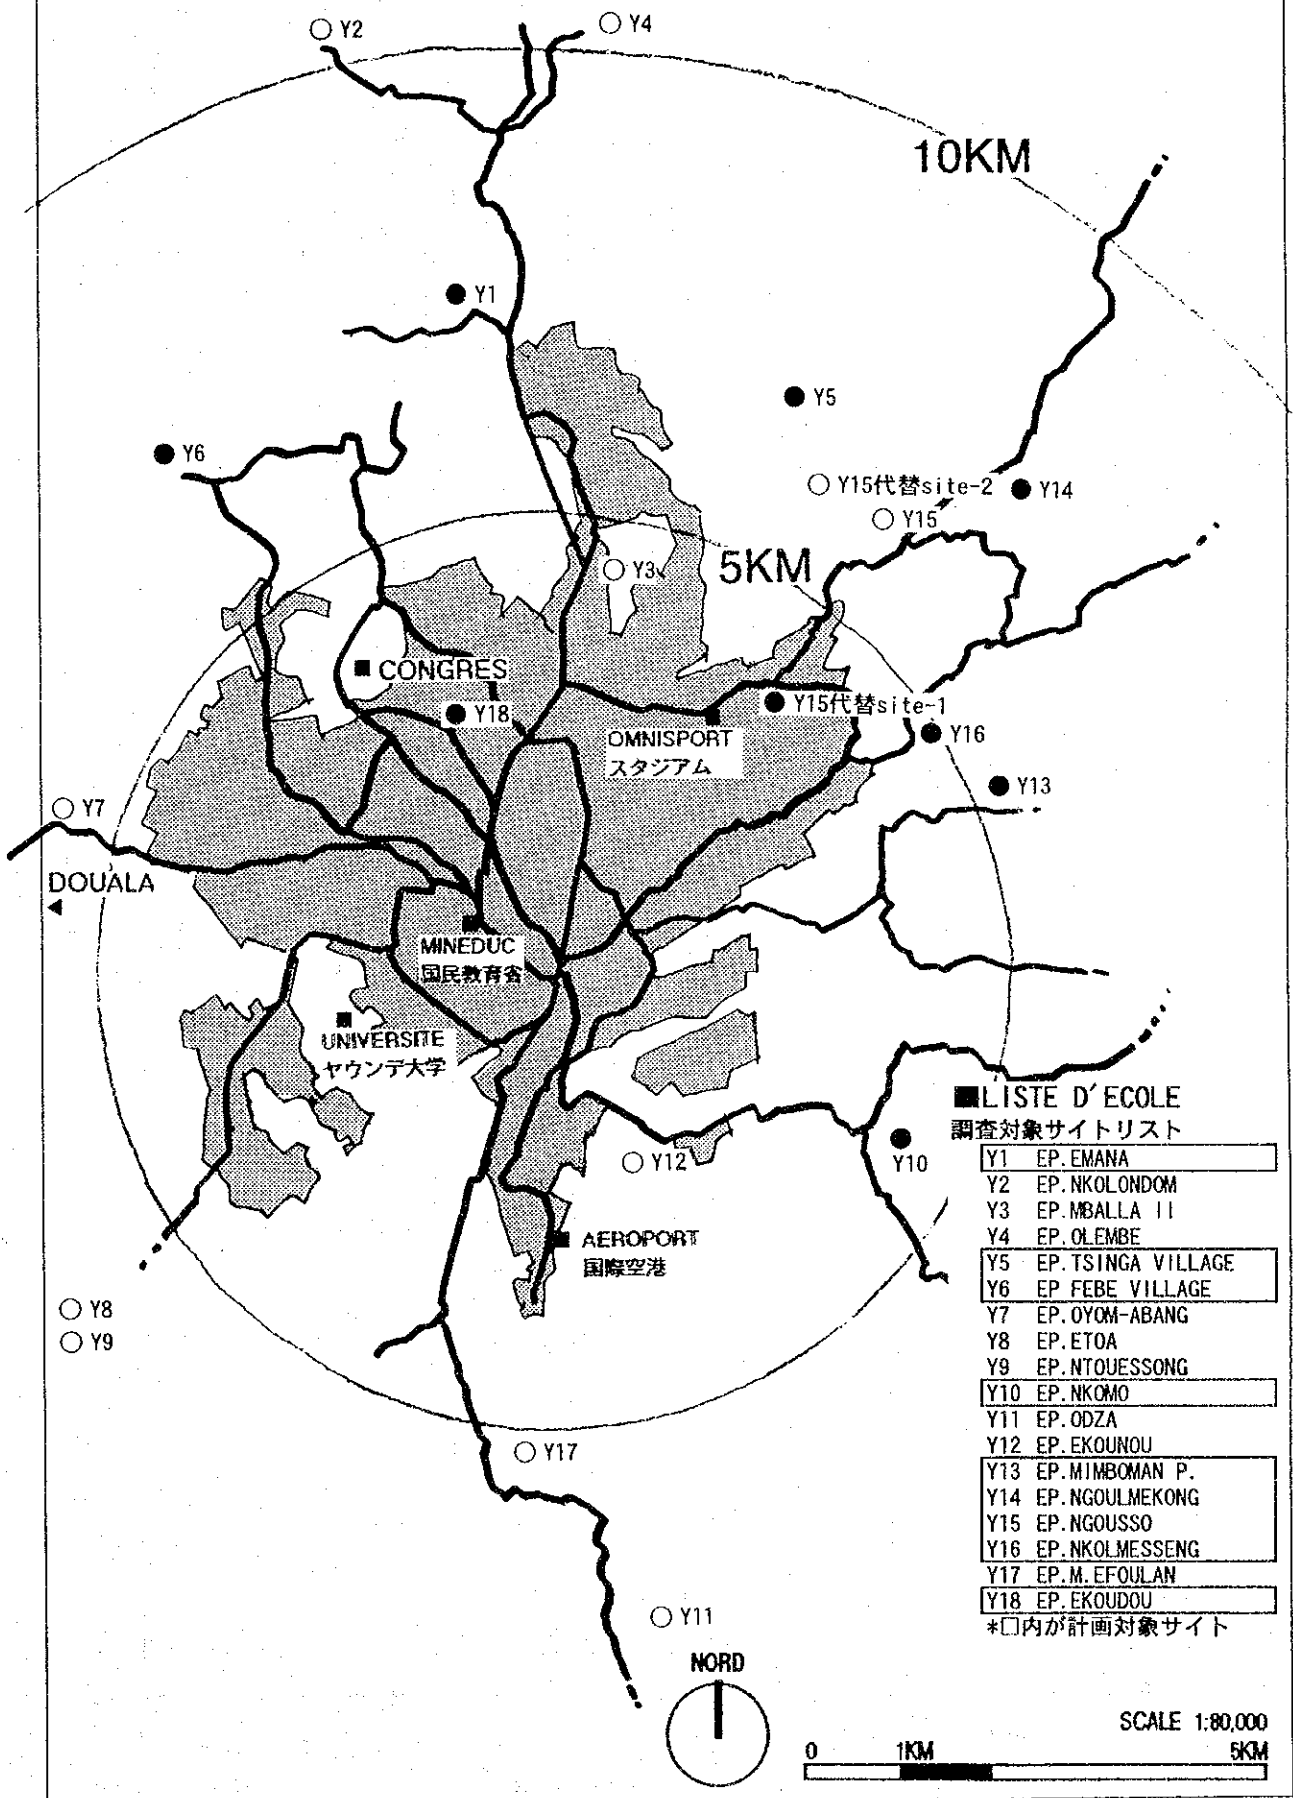 Y2
Y4
10KM
Y1
Y5
Y6
Y15代替site-2
Y14
Y15
Y3
5KM
CONGRES
Y15代替site-1
Y18
OMNISPORT
スタジアム
Y16
Y13
Y7
DOUALA
MINEDUC
国民教育省
UNIVERSITE
ヤウンデ大学
Y12
Y10
AEROPORT
国際空港
Y8
Y9
Y17
Y11
■LISTE D'ECOLE
調査対象サイトリスト
Y1 EP.EMANA
Y2 EP.NKOLONDOM
Y3 EP.MBALLA II
Y4 EP.OLEMBE
Y5 EP.TSINGA VILLAGE
Y6 EP FEBE VILLAGE
Y7 EP.OYOM-ABANG
Y8 EP.ETOA
Y9 EP.NTOUESSONG
Y10 EP.NKOMO
Y11 EP.ODZA
Y12 EP.EKOUNOU
Y13 EP.MIMBOMAN P.
Y14 EP.NGOULMEKONG
Y15 EP.NGOUSSO
Y16 EP.NKOLMESSENG
Y17 EP.M.EFOULAN
Y18 EP.EKOUDOU
*□内が計画対象サイト
NORD
SCALE 1:80,000
0 1KM 5KM